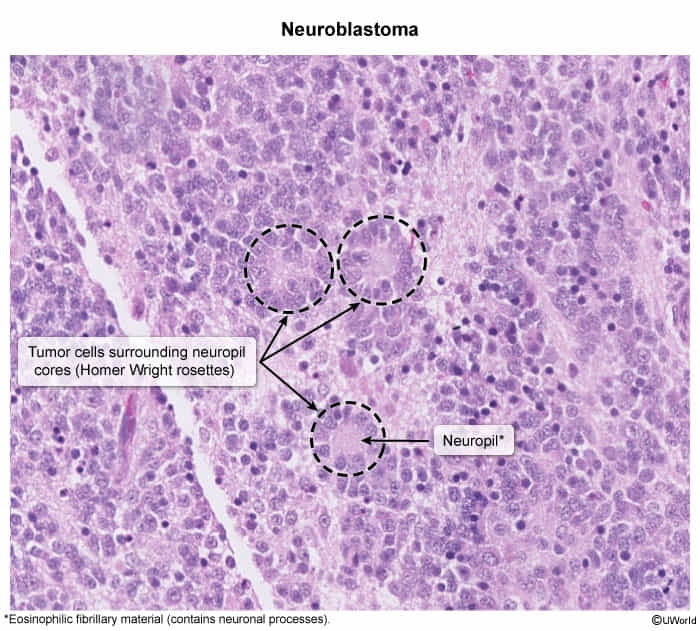 Neuroblastoma
Tumor cells surrounding neuropil
cores (Homer Wright rosettes)
Neuropil*
*Eosinophilic fibrillary material (contains neuronal processes).
©UWorld